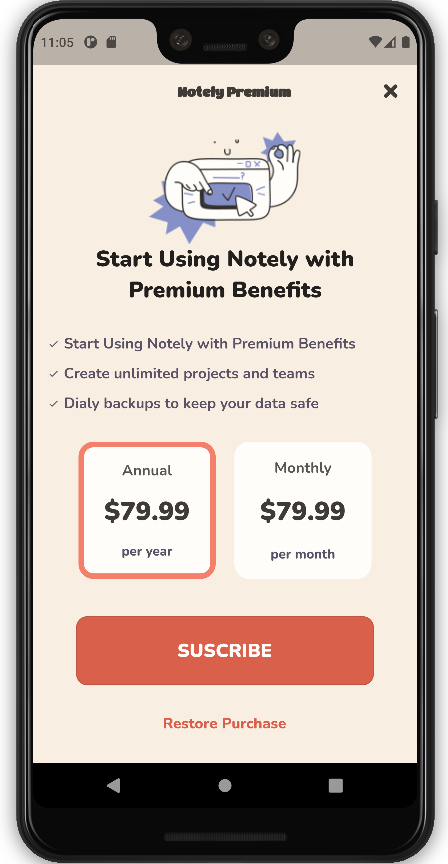 11:05
Notely Premium
?
Start Using Notely with
Premium Benefits
Start Using Notely with Premium Benefits
Create unlimited projects and teams
Dialy backups to keep your data safe
Annual
$79.99
per year
Monthly
$79.99
per month
SUSCRIBE
Restore Purchase